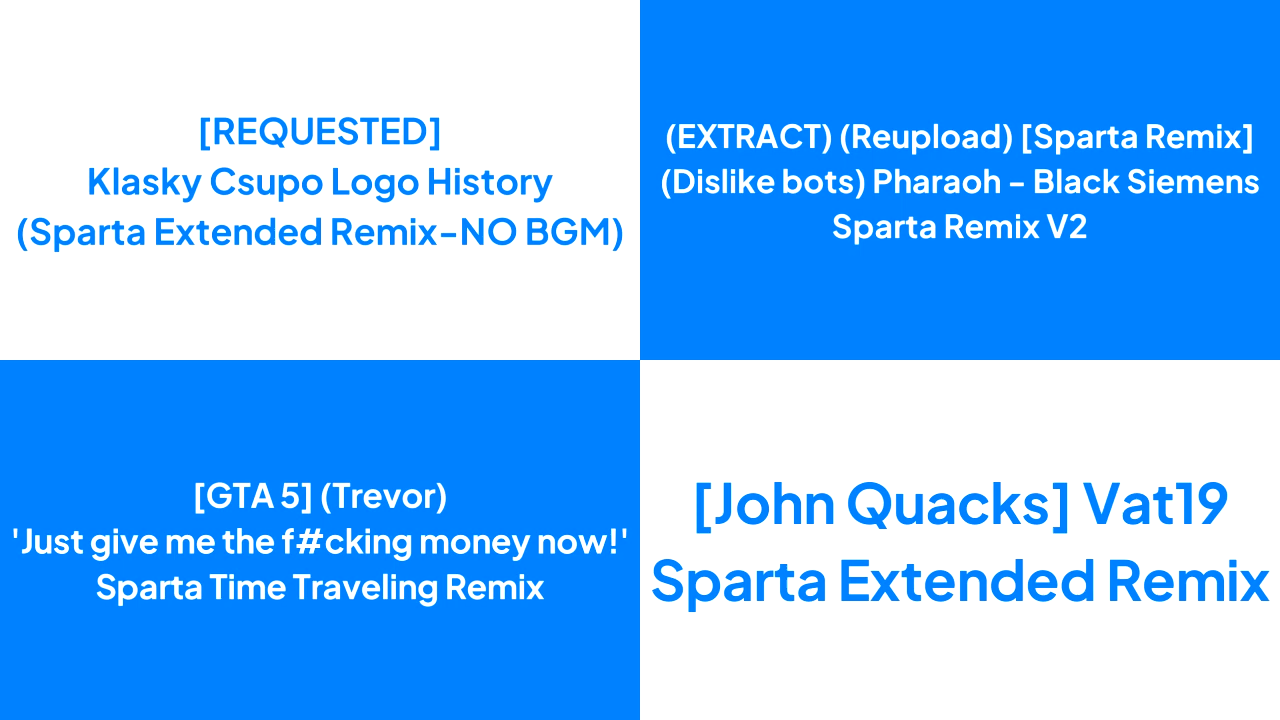 [REQUESTED]
Klasky Csupo Logo History
(Sparta Extended Remix-NO BGM)
(EXTRACT) (Reupload) [Sparta Remix]
(Dislike bots) Pharaoh - Black Siemens
Sparta Remix V2
[GTA 5] (Trevor)
'Just give me the f#cking money now!'
Sparta Time Traveling Remix
[John Quacks] Vat19
Sparta Extended Remix